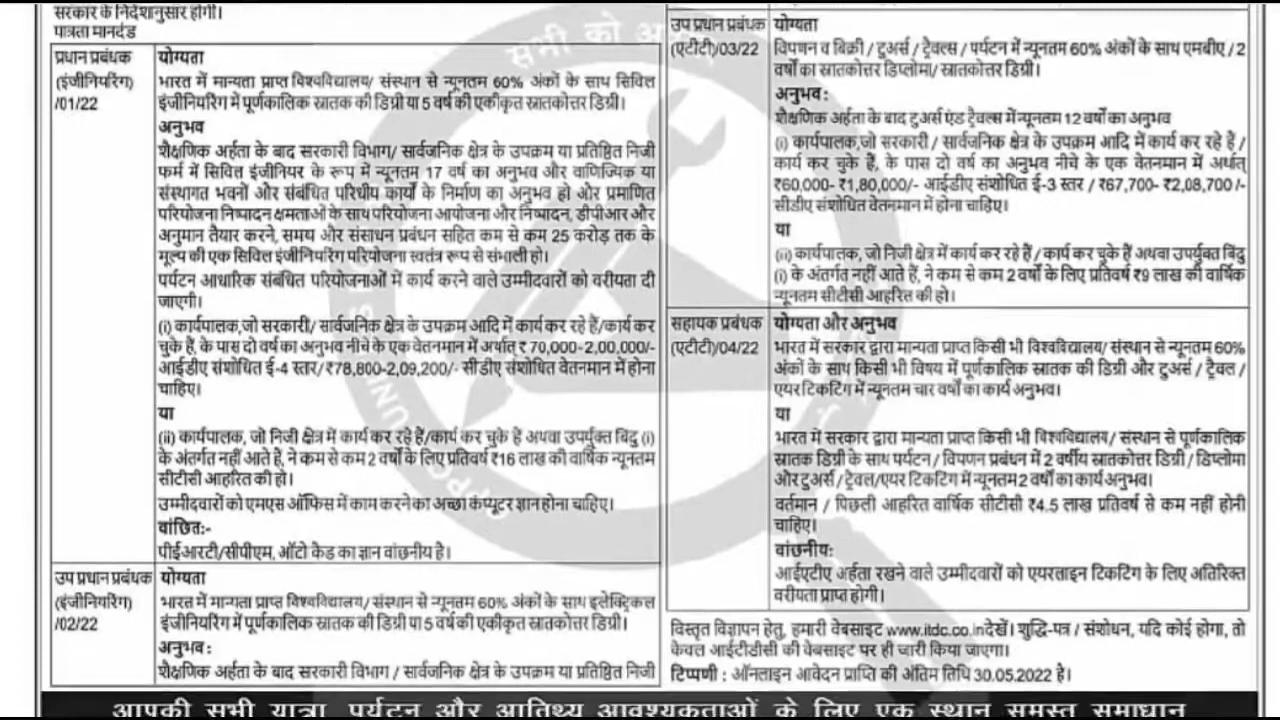 सरकार के निर्देशानुसार होगी।
पात्रता मानदंड
प्रधान प्रबंधक
(इंजीनियरिंग)
/01/22
योग्यता
भारत में मान्यता प्राप्त विश्वविद्यालय/ संस्थान से न्यूनतम 60% अंकों के साथ सिविल
इंजीनियरिंग में पूर्णकालिक स्नातक की डिग्री या 5 वर्ष की एकीकृत स्नातकोत्तर डिग्री।
अनुभव
शैक्षणिक अर्हता के बाद सरकारी विभाग/ सार्वजनिक क्षेत्र के उपक्रम या प्रतिष्ठित निजी
फर्म में सिविल इंजीनियर के रूप में न्यूनतम 17 वर्ष का अनुभव और वाणिज्यिक या
संस्थागत भवनों और संबंधित परिधीय कार्यों के निर्माण का अनुभव हो और प्रमाणित
परियोजना निष्पादन क्षमताओं के साथ परियोजना आयोजना और निष्पादन, डीपीआर और
अनुमान तैयार करने, समय और संसाधन प्रबंधन सहित कम से कम 25 करोड़ तक के
मूल्य की एक सिविल इंजीनियरिंग परियोजना स्वतंत्र रूप से संभाली हो।
पर्यटन आधारिक संबंधित परियोजनाओं में कार्य करने वाले उम्मीदवारों को वरीयता दी
जाएगी।
(i) कार्यपालक,जो सरकारी/ सार्वजनिक क्षेत्र के उपक्रम आदि में कार्य कर रहे हैं/कार्य कर
चुके हैं, के पास दो वर्ष का अनुभव नीचे के एक वेतनमान में अर्थात् ₹ 70,000-2,00,000/-
आईडीए संशोधित ई-4 स्तर/ ₹78,800-2,09,200/- सीडीए संशोधित वेतनमान में होना
चाहिए।
या
(ii) कार्यपालक, जो निजी क्षेत्र में कार्य कर रहे हैं/कार्य कर चुके हैं अथवा उपर्युक्त बिंदु (i)
के अंतर्गत नहीं आते हैं, ने कम से कम 2 वर्षों के लिए प्रतिवर्ष ₹16 लाख की वार्षिक न्यूनतम
सीटीसी आहरित की हो।
उम्मीदवारों को एमएस ऑफिस में काम करने का अच्छा कंप्यूटर ज्ञान होना चाहिए।
वांछित:-
पीईआरटी/सीपीएम, ऑटो कैड का ज्ञान वांछनीय है।
उप प्रधान प्रबंधक
(इंजीनियरिंग)
/02/22
योग्यता
भारत में मान्यता प्राप्त विश्वविद्यालय/ संस्थान से न्यूनतम 60% अंकों के साथ इलेक्ट्रिकल
इंजीनियरिंग में पूर्णकालिक स्नातक की डिग्री या 5 वर्ष की एकीकृत स्नातकोत्तर डिग्री।
अनुभव :
शैक्षणिक अर्हता के बाद सरकारी विभाग / सार्वजनिक क्षेत्र के उपक्रम या प्रतिष्ठित निजी
उप प्रधान प्रबंधक
(एटीटी)/03/22
योग्यता
विपणन व बिक्री / टूअर्स / ट्रैवल्स / पर्यटन में न्यूनतम 60% अंकों के साथ एमबीए / 2
वर्षों का स्नातकोत्तर डिप्लोमा/ स्नातकोत्तर डिग्री।
अनुभव :
शैक्षणिक अर्हता के बाद टुअर्स एंड ट्रैवल्स में न्यूनतम 12 वर्षों का अनुभव
(i) कार्यपालक,जो सरकारी / सार्वजनिक क्षेत्र के उपक्रम आदि में कार्य कर रहे हैं /
कार्य कर चुके हैं, के पास दो वर्ष का अनुभव नीचे के एक वेतनमान में अर्थात्
₹60,000- ₹1,80,000/- आईडीए संशोधित ई-3 स्तर / ₹67,700- ₹2,08,700 /-
सीडीए संशोधित वेतनमान में होना चाहिए।
या
(ii) कार्यपालक, जो निजी क्षेत्र में कार्य कर रहे हैं / कार्य कर चुके हैं अथवा उपर्युक्त बिंदु
(i) के अंतर्गत नहीं आते हैं, ने कम से कम 2 वर्षों के लिए प्रतिवर्ष ₹9 लाख की वार्षिक
न्यूनतम सीटीसी आहरित की हो।
सहायक प्रबंधक
(एटीटी)/04/22
योग्यता और अनुभव
भारत में सरकार द्वारा मान्यता प्राप्त किसी भी विश्वविद्यालय/ संस्थान से न्यूनतम 60%
अंकों के साथ किसी भी विषय में पूर्णकालिक स्नातक की डिग्री और टुअर्स / ट्रैवल /
एयर टिकटिंग में न्यूनतम चार वर्षों का कार्य अनुभव।
या
भारत में सरकार द्वारा मान्यता प्राप्त किसी भी विश्वविद्यालय/ संस्थान से पूर्णकालिक
स्नातक डिग्री के साथ पर्यटन / विपणन प्रबंधन में 2 वर्षीय स्नातकोत्तर डिग्री / डिप्लोमा
और टुअर्स / ट्रैवल/एयर टिकटिंग में न्यूनतम 2 वर्षों का कार्य अनुभव।
वर्तमान / पिछली आहरित वार्षिक सीटीसी ₹4.5 लाख प्रतिवर्ष से कम नहीं होनी
चाहिए।
वांछनीय:
आईएटीए अर्हता रखने वाले उम्मीदवारों को एयरलाइन टिकटिंग के लिए अतिरिक्त
वरीयता प्राप्त होगी।
विस्तृत विज्ञापन हेतु, हमारी वेबसाइट www.itdc.co.in देखें। शुद्धि-पत्र / संशोधन, यदि कोई होगा, तो
केवल आईटीडीसी की वेबसाइट पर ही जारी किया जाएगा।
टिप्पणी : ऑनलाइन आवेदन प्राप्ति की अंतिम तिथि 30.05.2022 है।
आपकी सभी यात्रा, पर्यटन और आतिथ्य आवश्यकताओं के लिए एक स्थान समस्त समाधान